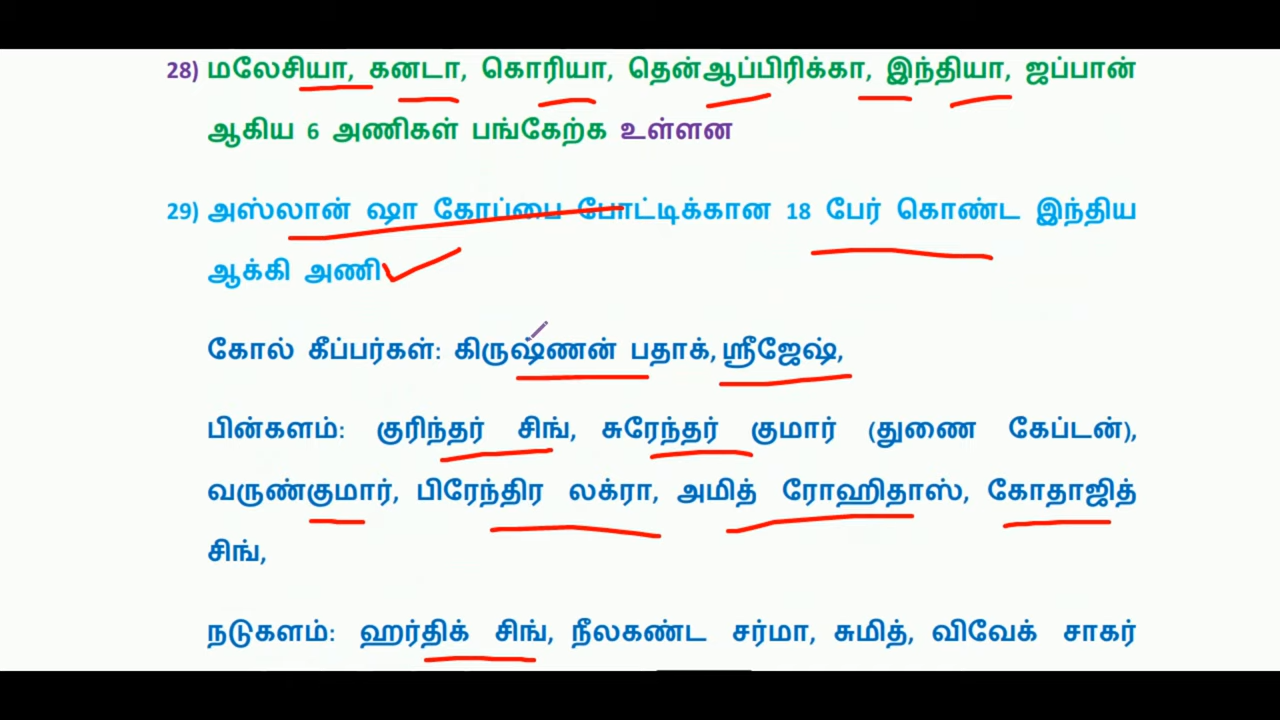 28) மலேசியா, கனடா, கொரியா, தென்ஆப்பிரிக்கா, இந்தியா, ஜப்பான்
ஆகிய 6 அணிகள் பங்கேற்க உள்ளன
29) அஸ்லான் ஷா கோப்பை போட்டிக்கான 18 பேர் கொண்ட இந்திய
ஆக்கி அணி
கோல் கீப்பர்கள்: கிருஷ்ணன் பதாக், ஸ்ரீஜேஷ்,
பின்களம்: குரிந்தர் சிங், சுரேந்தர் குமார் (துணை கேப்டன்),
வருண்குமார், பிரேந்திர லக்ரா, அமித் ரோஹிதாஸ், கோதாஜித்
சிங்,
நடுகளம்: ஹர்திக் சிங், நீலகண்ட சர்மா, சுமித், விவேக் சாகர்